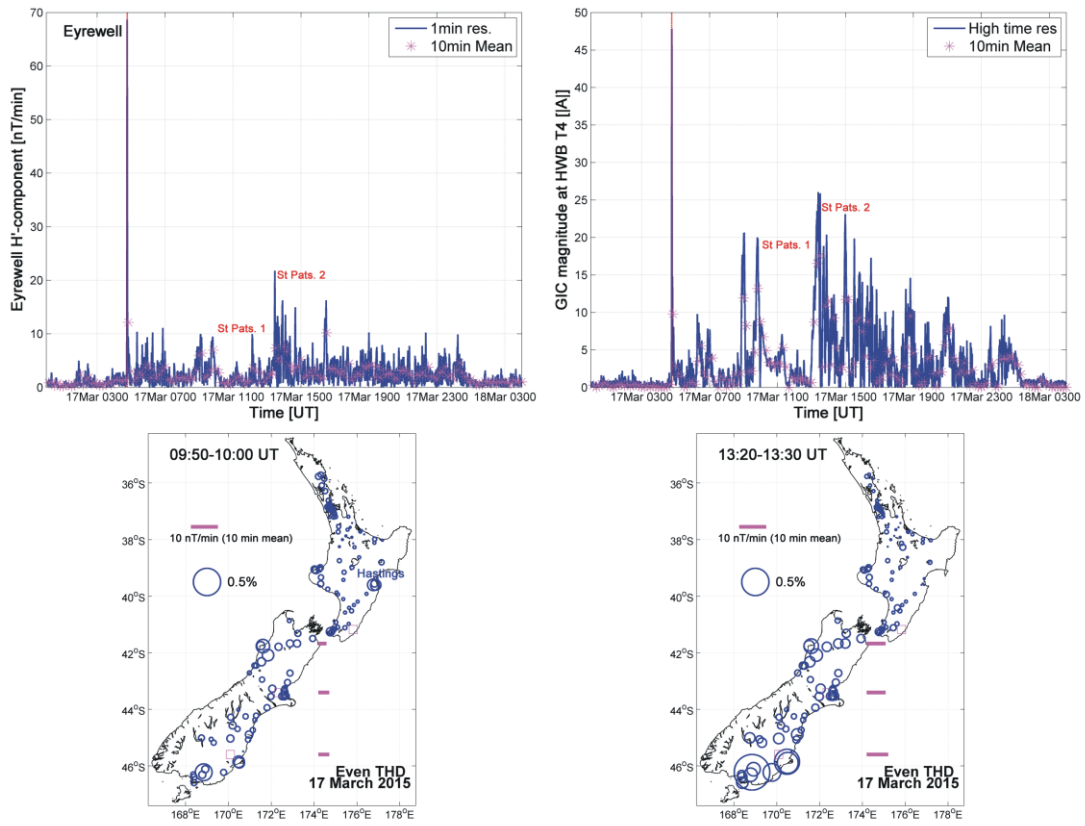 70
60
50
40
30
20
10
0
Eyrewell H'-component [nT/min]
Eyrewell
1min res.
10min Mean
St Pats. 1
St Pats. 2
17Mar 0300 17Mar 0700 17Mar 1100 17Mar 1500 17Mar 1900 17Mar 2300 18Mar 0300
Time [UT]
50
45
40
35
30
25
20
15
10
5
0
GIC magnitude at HWB T4 [|A|]
High time res
10min Mean
St Pats. 1
St Pats. 2
17Mar 0300 17Mar 0700 17Mar 1100 17Mar 1500 17Mar 1900 17Mar 2300 18Mar 0300
Time [UT]
09:50-10:00 UT
36°S
38°S
40°S
42°S
44°S
46°S
10 nT/min (10 min mean)
0.5%
Hastings
Even THD
17 March 2015
168°E 170°E 172°E 174°E 176°E 178°E
13:20-13:30 UT
36°S
38°S
40°S
42°S
44°S
46°S
10 nT/min (10 min mean)
0.5%
Even THD
17 March 2015
168°E 170°E 172°E 174°E 176°E 178°E